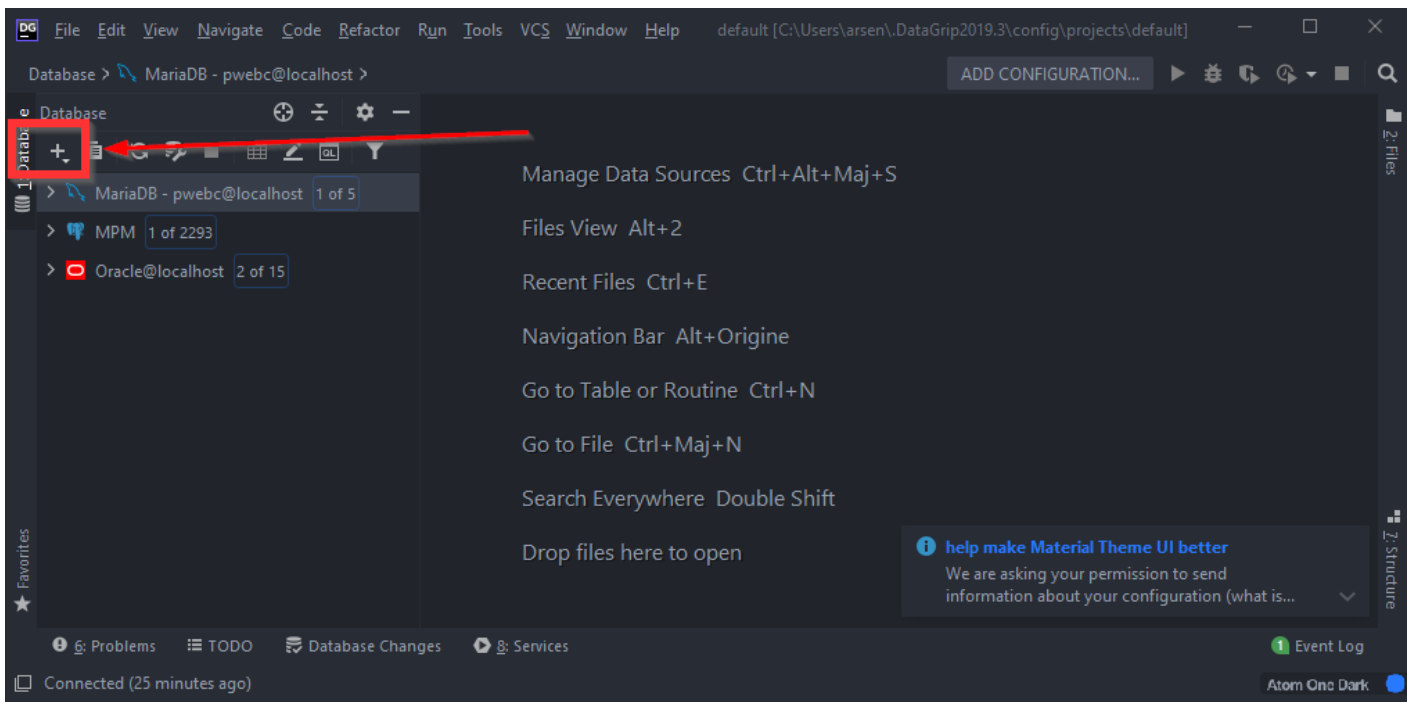 DG File Edit View Navigate Code Refactor Run Tools VCS Window Help default [C:\Users\arsen\.DataGrip2019.3\config\projects\default]
Database > MariaDB - pwebc@localhost > ADD CONFIGURATION...
1: Database
Database
QL
MariaDB - pwebc@localhost 1 of 5
MPM 1 of 2293
Oracle@localhost 2 of 15
Manage Data Sources Ctrl+Alt+Maj+S
Files View Alt+2
Recent Files Ctrl+E
Navigation Bar Alt+Origine
Go to Table or Routine Ctrl+N
Go to File Ctrl+Maj+N
Search Everywhere Double Shift
Drop files here to open
2: Files
7: Structure
Favorites
help make Material Theme UI better
We are asking your permission to send
information about your configuration (what is...
6: Problems TODO Database Changes 8: Services 1 Event Log
Connected (25 minutes ago) Atom One Dark